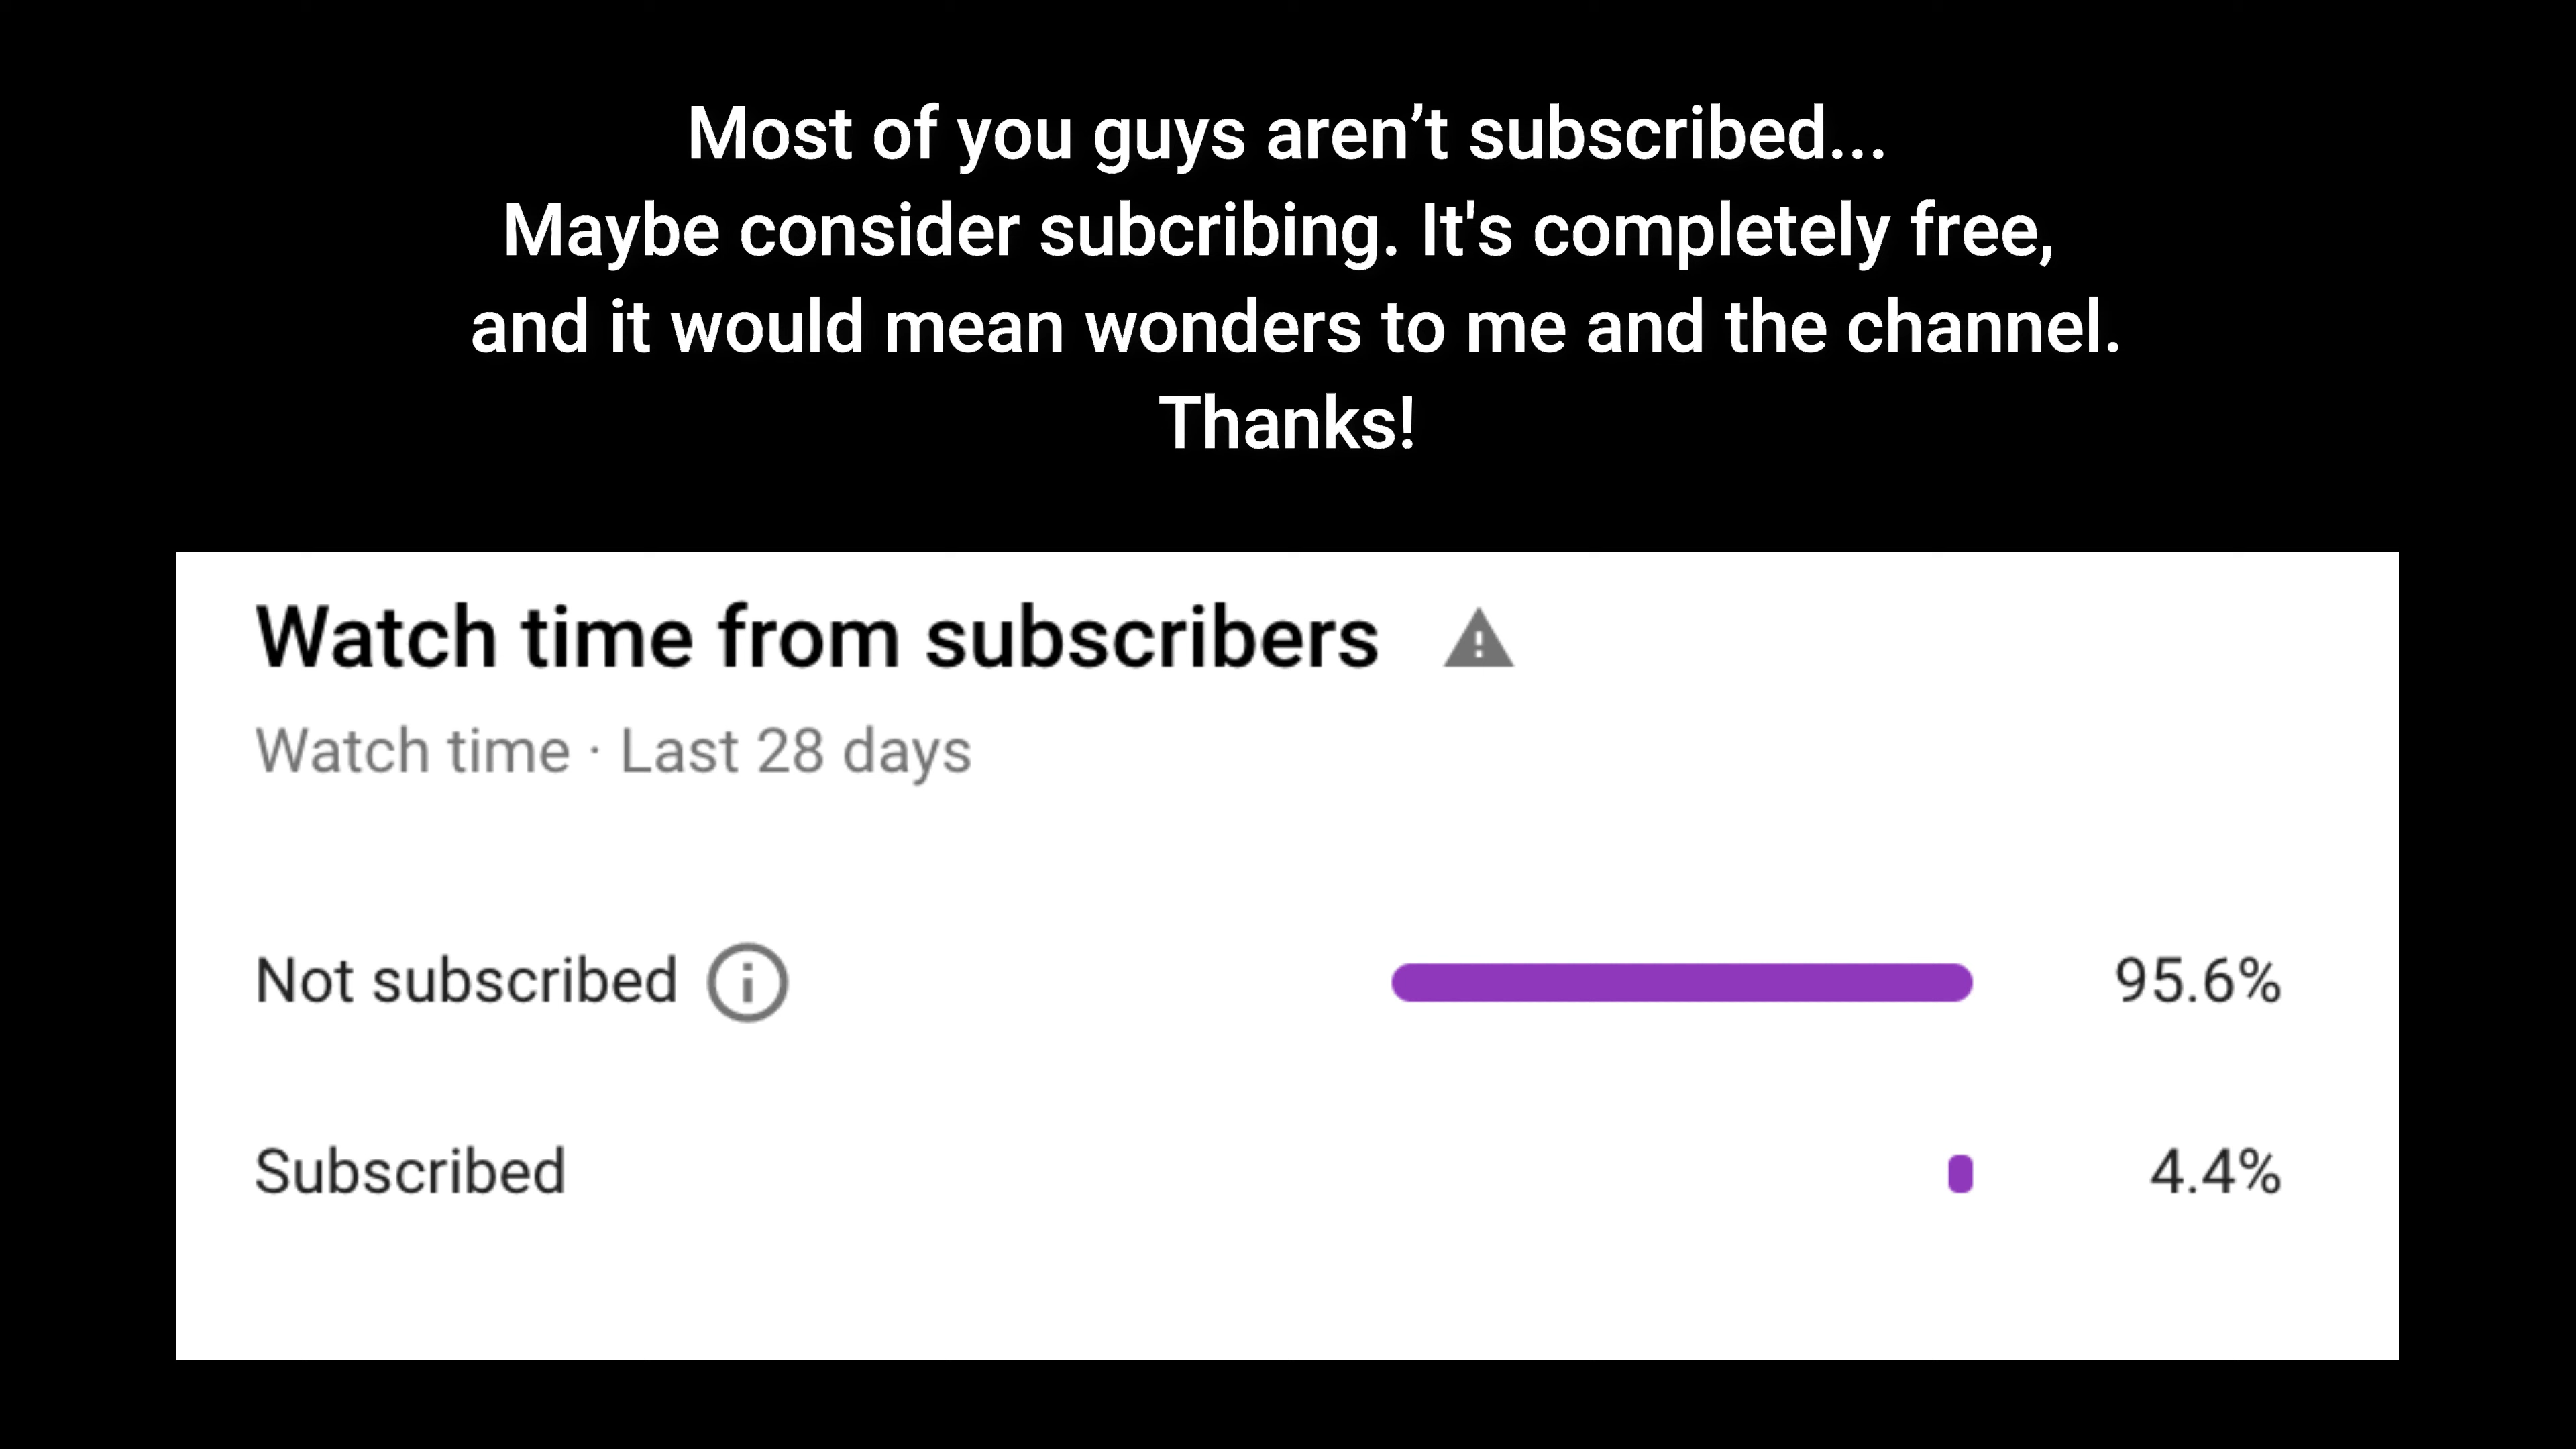 Most of you guys aren’t subscribed...
Maybe consider subcribing. It's completely free,
and it would mean wonders to me and the channel.
Thanks!
Watch time from subscribers
Watch time · Last 28 days
Not subscribed 95.6%
Subscribed 4.4%